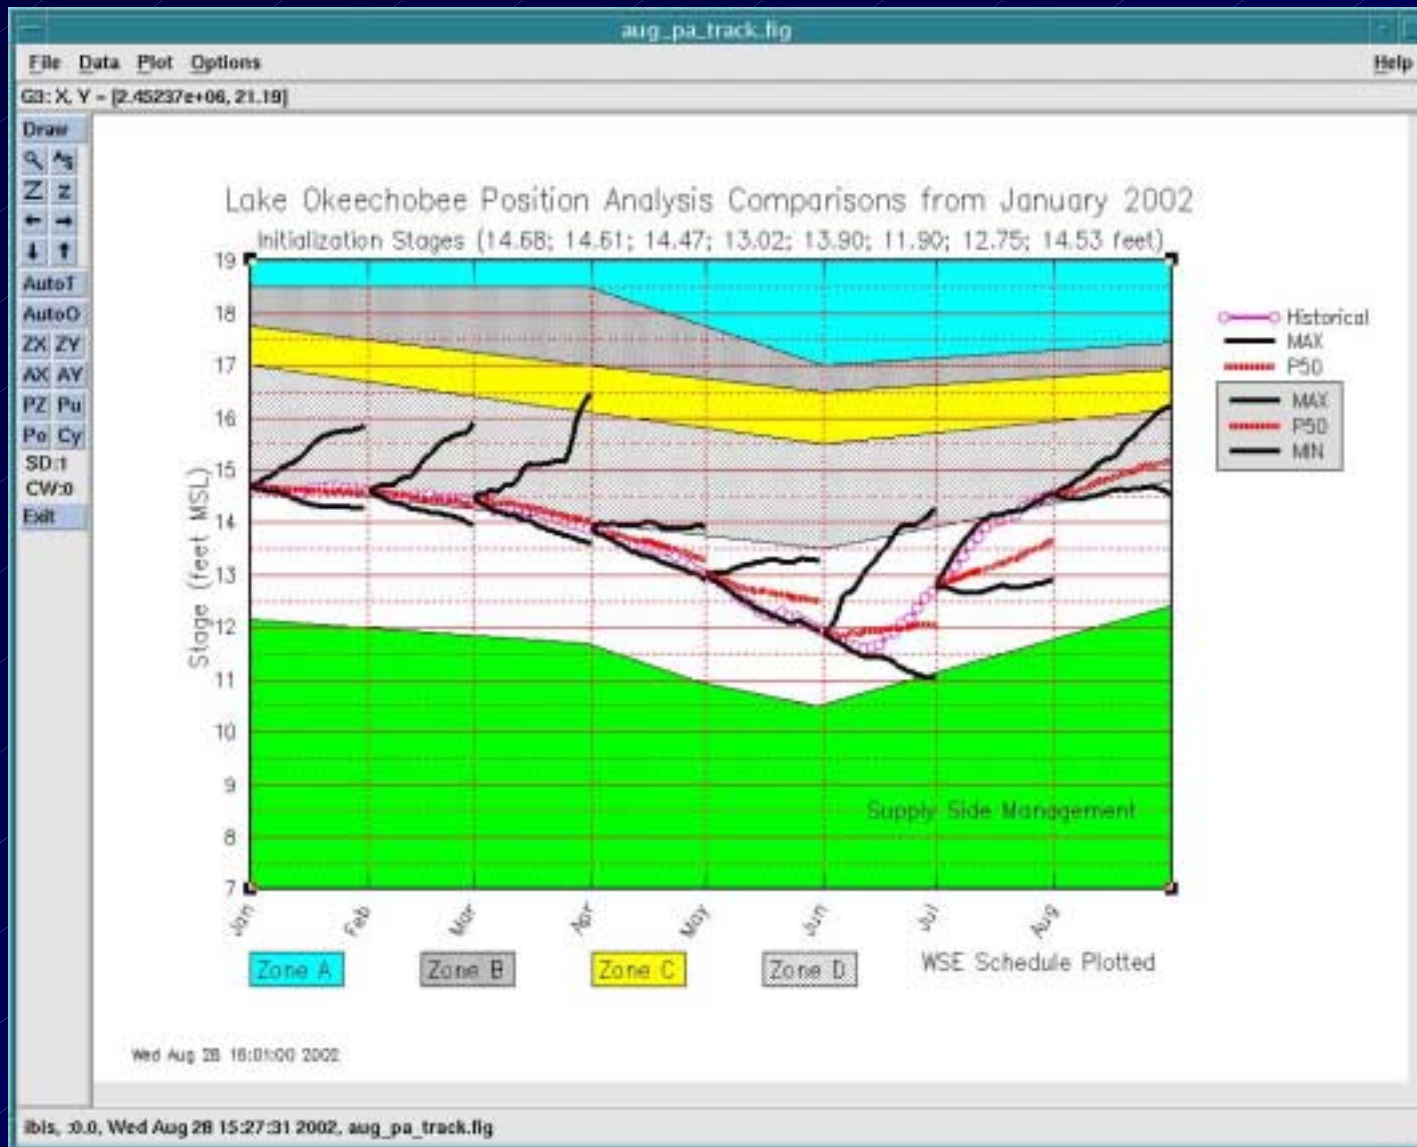 aug_pa_track.fig
File Data Plot Options Help
G3: X, Y = [2.45237e+06, 21.19]
Draw
AS
Z z
AutoT
AutoO
ZX ZY
AX AY
PZ Pu
Po Cy
SD:1
CW:0
Exit
Lake Okeechobee Position Analysis Comparisons from January 2002
Initialization Stages (14.68; 14.61; 14.47; 13.02; 13.90; 11.90; 12.75; 14.53 feet)
Stage (feet MSL)
19
18
17
16
15
14
13
12
11
10
9
8
7
Historical
MAX
P50
MAX
P50
MIN
Supply Side Management
Jan Feb Mar Apr May Jun Jul Aug
Zone A Zone B Zone C Zone D WSE Schedule Plotted
Wed Aug 28 16:01:00 2002
ibis, :0.0, Wed Aug 28 15:27:31 2002, aug_pa_track.fig